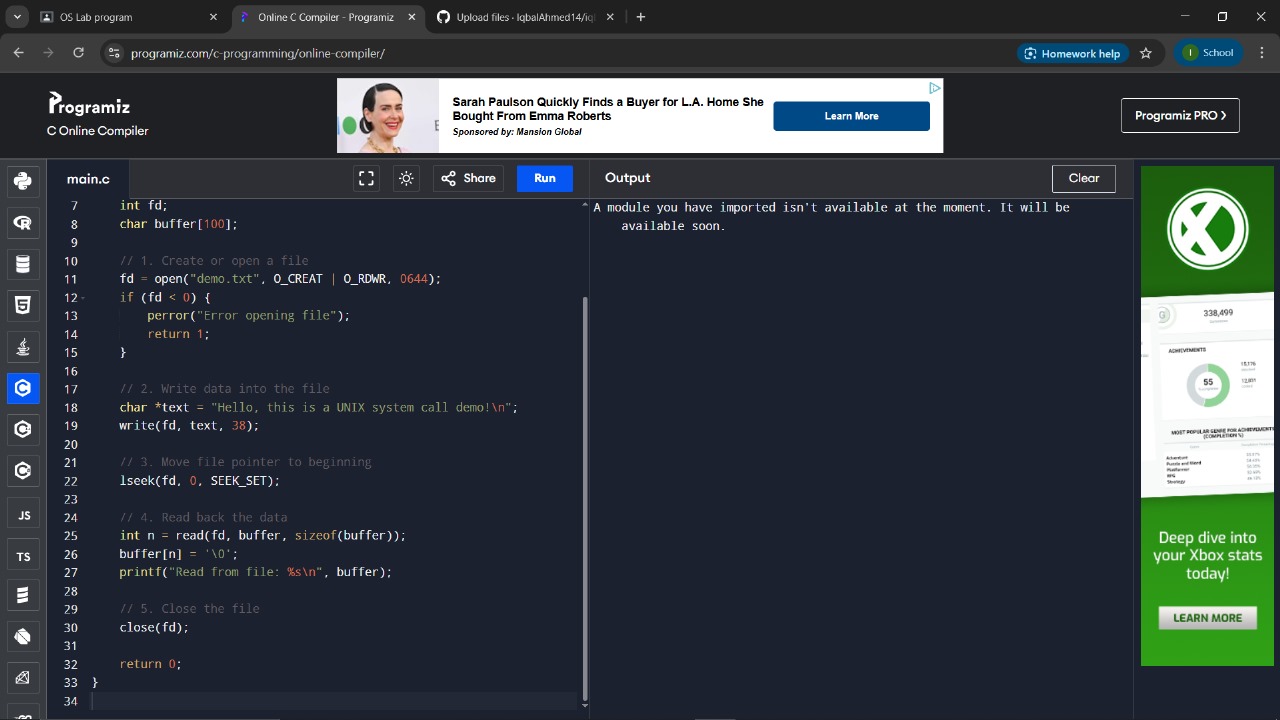 OS Lab program
Online C Compiler - Programiz
Upload files · IqbalAhmed14/iql
programiz.com/c-programming/online-compiler/
Homework help
I School
Programiz
C Online Compiler
Sarah Paulson Quickly Finds a Buyer for L.A. Home She
Bought From Emma Roberts
Sponsored by: Mansion Global
Learn More
Programiz PRO
main.c
Share
Run
Output
Clear
7 int fd;
8 char buffer[100];
9
10 // 1. Create or open a file
11 fd = open("demo.txt", O_CREAT | O_RDWR, 0644);
12 if (fd < 0) {
13 perror("Error opening file");
14 return 1;
15 }
16
17 // 2. Write data into the file
18 char *text = "Hello, this is a UNIX system call demo!\n";
19 write(fd, text, 38);
20
21 // 3. Move file pointer to beginning
22 lseek(fd, 0, SEEK_SET);
23
24 // 4. Read back the data
25 int n = read(fd, buffer, sizeof(buffer));
26 buffer[n] = '\0';
27 printf("Read from file: %s\n", buffer);
28
29 // 5. Close the file
30 close(fd);
31
32 return 0;
33 }
34
A module you have imported isn't available at the moment. It will be
available soon.
JS
TS
338,499
ACHIEVEMENTS
55
MOST POPULAR GENRE FOR ACHIEVEMENTS
(COMPLETION %)
Deep dive into
your Xbox stats
today!
LEARN MORE